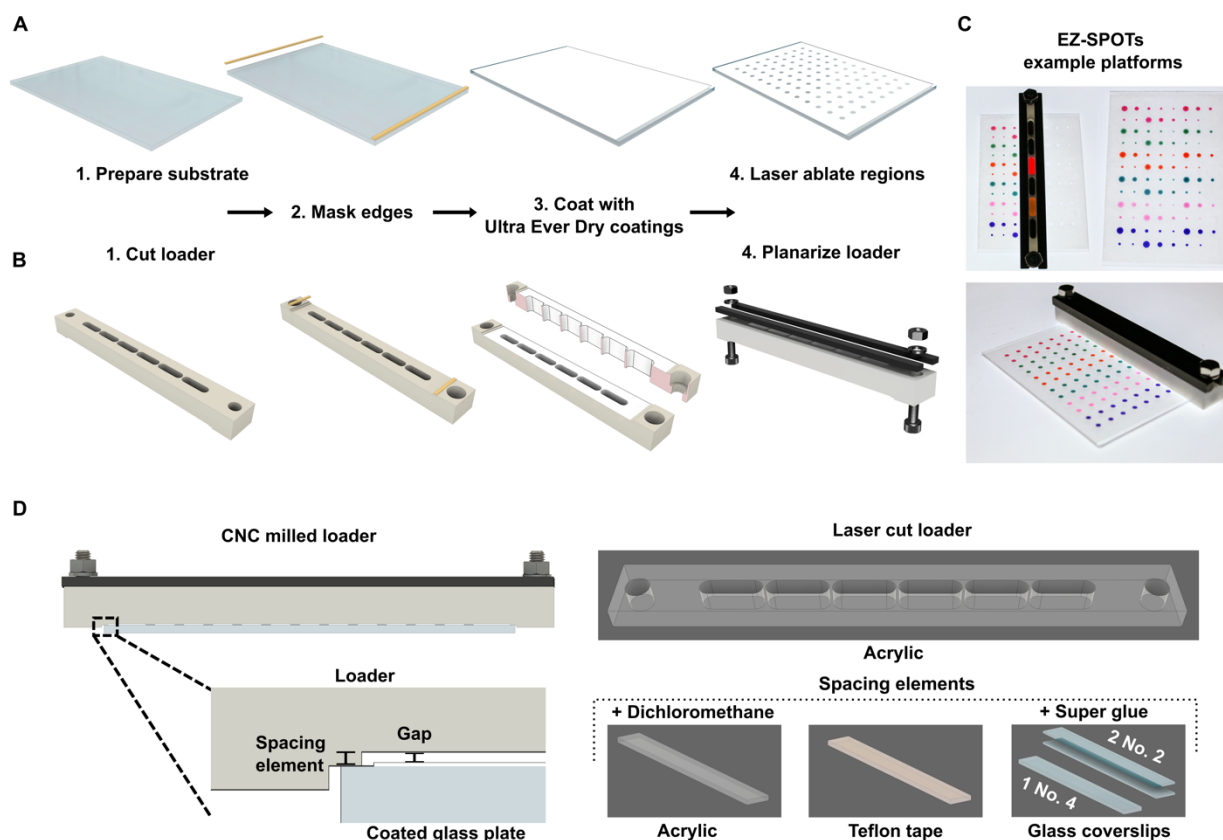 A
1. Prepare substrate
2. Mask edges
3. Coat with
Ultra Ever Dry coatings
4. Laser ablate regions
B
1. Cut loader
4. Planarize loader
C
EZ-SPOTs
example platforms
D
CNC milled loader
Loader
Spacing
element
Gap
Coated glass plate
Laser cut loader
Acrylic
Spacing elements
+ Dichloromethane
Acrylic
Teflon tape
+ Super glue
2 No. 2
1 No. 4
Glass coverslips